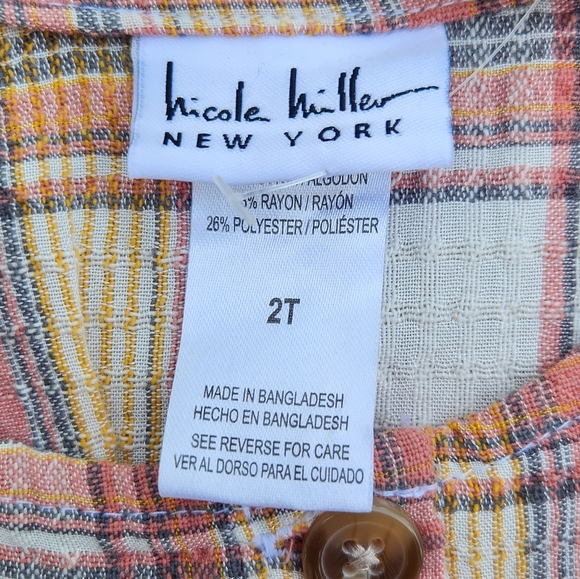 Nicole Miller
NEW YORK
/ ALGODÓN
% RAYON / RAYÓN
26% POLYESTER / POLIÉSTER
2T
MADE IN BANGLADESH
HECHO EN BANGLADESH
SEE REVERSE FOR CARE
VER AL DORSO PARA EL CUIDADO